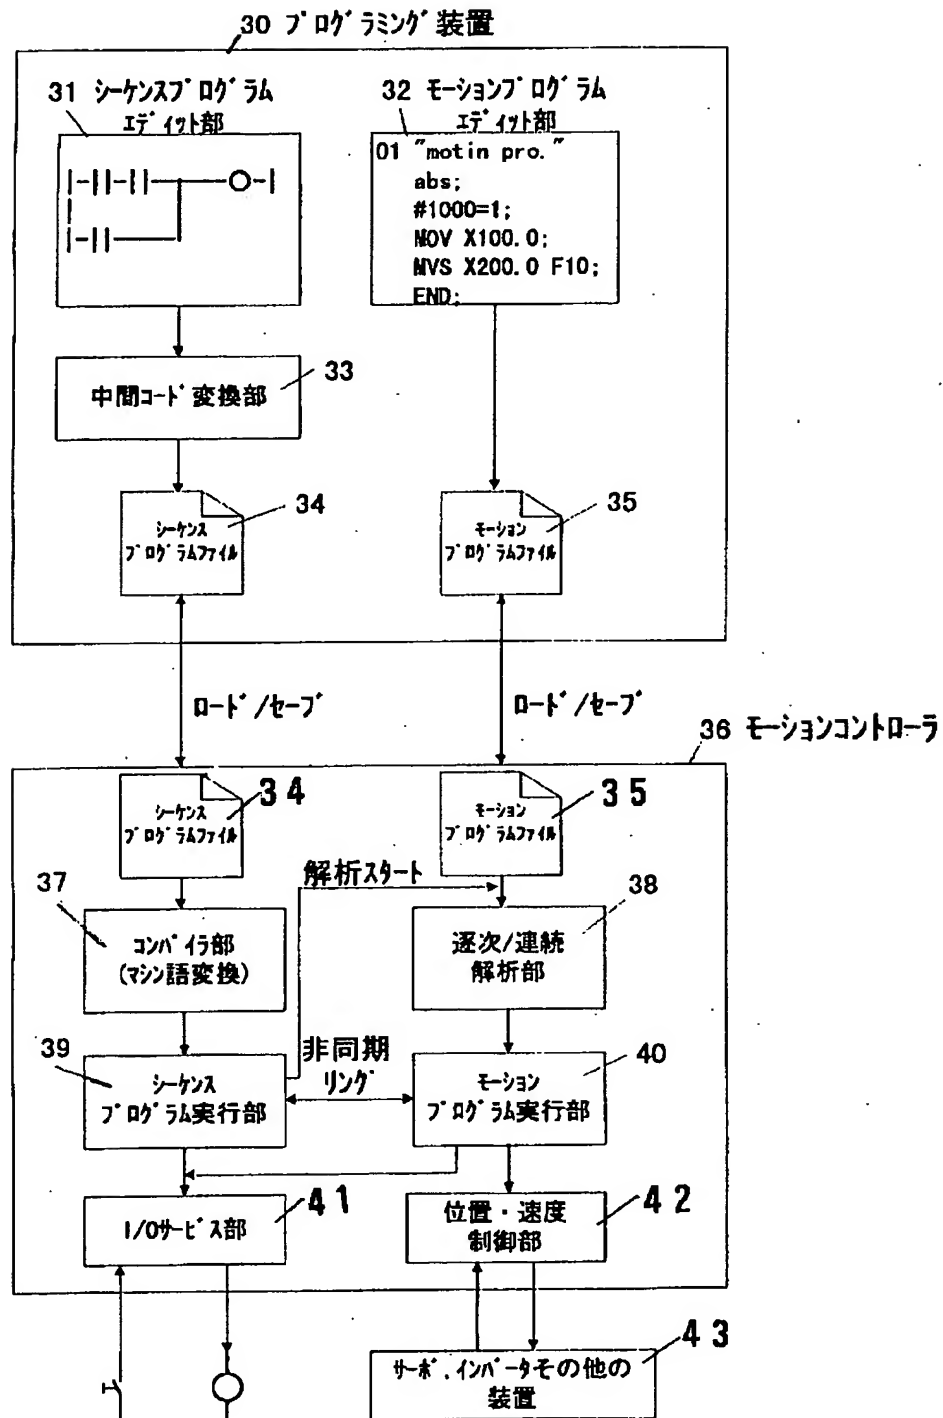 30 プログラミング装置
31 シーケンスプログラム
エディット部
32 モーションプログラム
エディット部
01 "motin pro."
abs;
#1000=1;
MOV X100.0;
MVS X200.0 F10;
END;
33
中間コード変換部
34
シーケンス
プログラムファイル
35
モーション
プログラムファイル
ロード/セーブ
ロード/セーブ
36 モーションコントローラ
34
シーケンス
プログラムファイル
35
モーション
プログラムファイル
解析スタート
37
コンパイラ部
(マシン語変換)
38
逐次/連続
解析部
39
シーケンス
プログラム実行部
非同期
リング
40
モーション
プログラム実行部
41
I/Oサービス部
42
位置・速度
制御部
43
サーボ.インバータその他の
装置